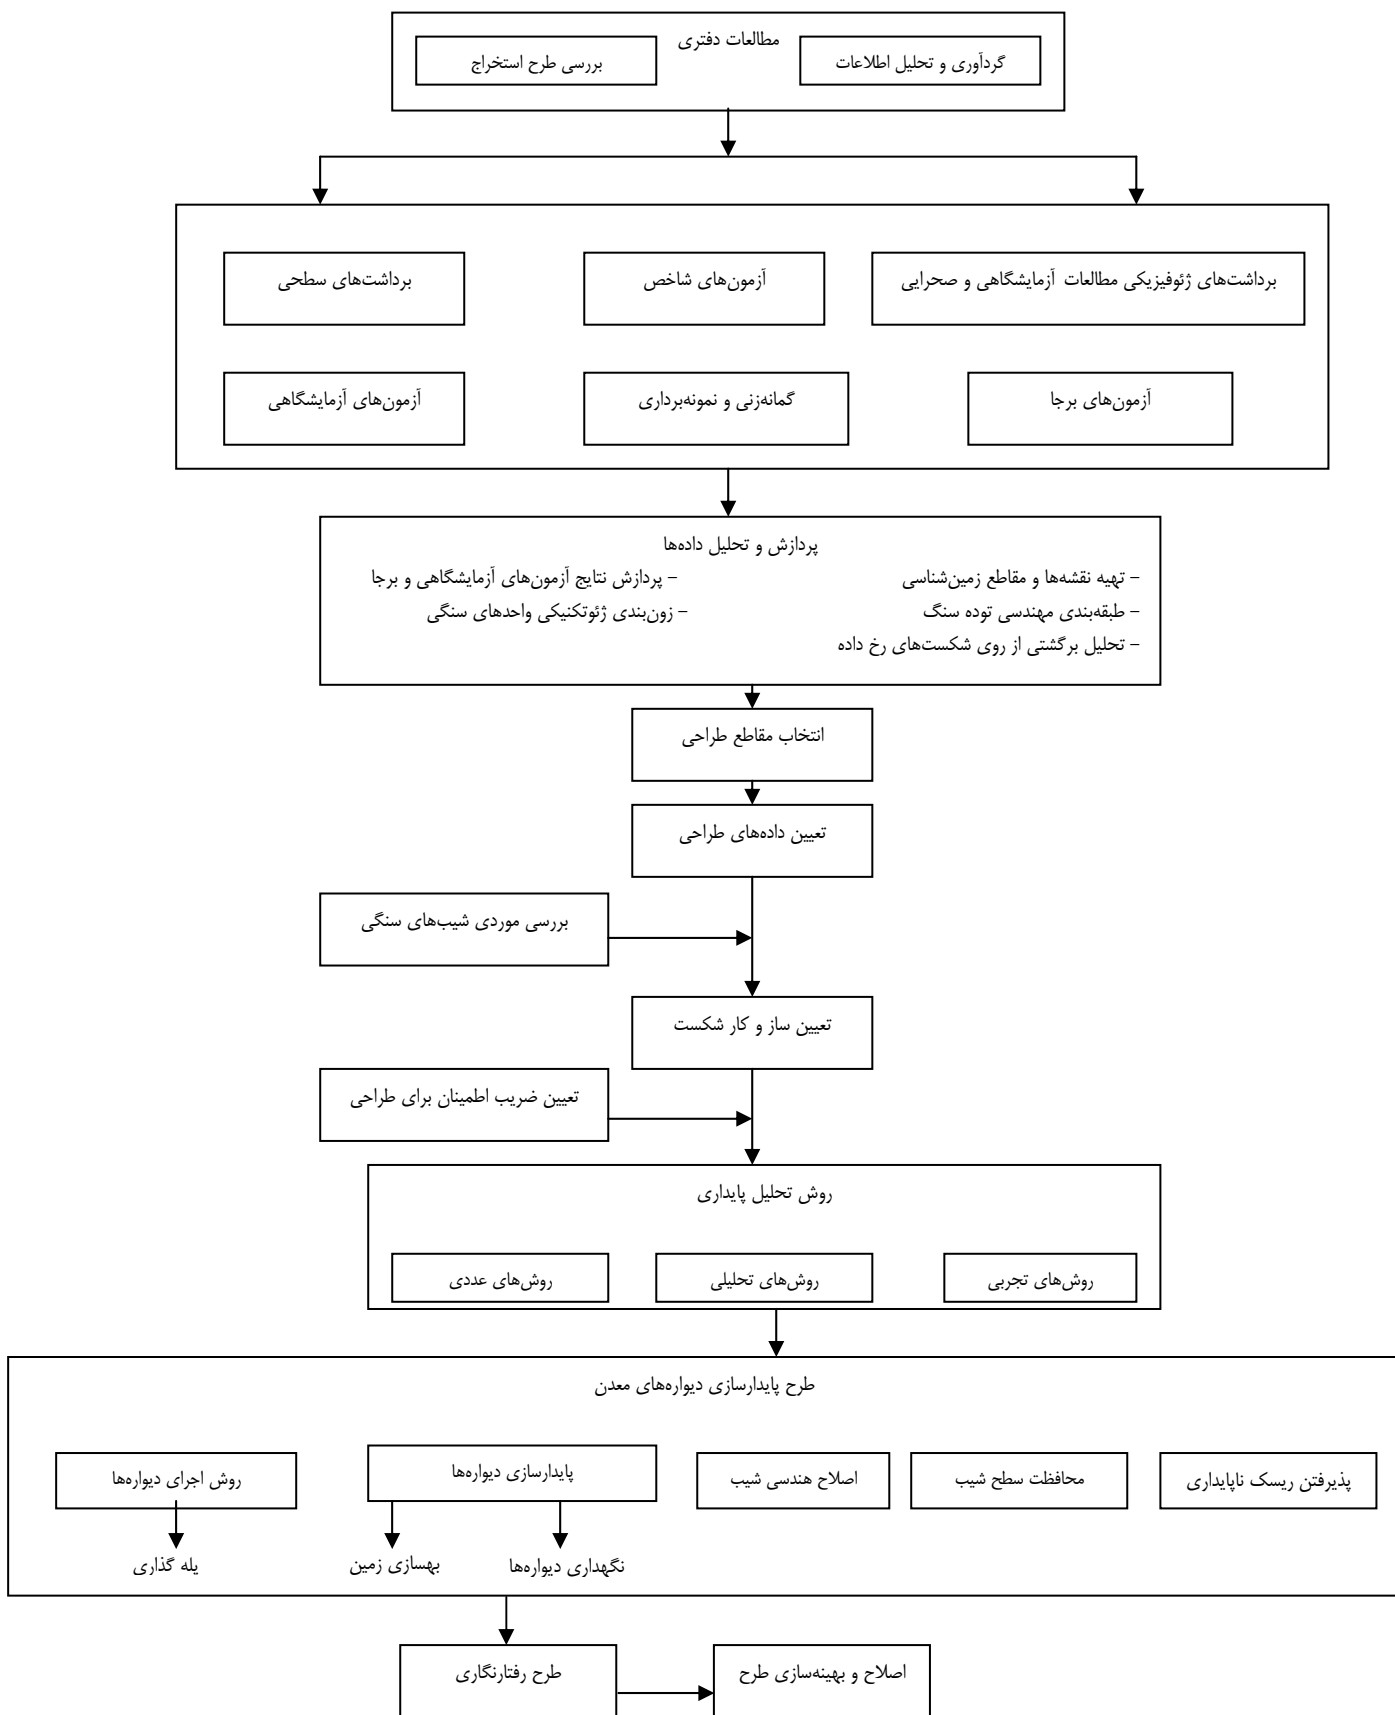 مطالعات دفتری
گردآوری و تحلیل اطلاعات
بررسی طرح استخراج
برداشت‌های ژئوفیزیکی مطالعات آزمایشگاهی و صحرایی
آزمون‌های شاخص
برداشت‌های سطحی
آزمون‌های برجا
گمانه‌زنی و نمونه‌برداری
آزمون‌های آزمایشگاهی
پردازش و تحلیل داده‌ها
- تهیه نقشه‌ها و مقاطع زمین‌شناسی
- پردازش نتایج آزمون‌های آزمایشگاهی و برجا
- طبقه‌بندی مهندسی توده سنگ
- زون‌بندی ژئوتکنیکی واحدهای سنگی
- تحلیل برگشتی از روی شکست‌های رخ داده
انتخاب مقاطع طراحی
تعیین داده‌های طراحی
بررسی موردی شیب‌های سنگی
تعیین ساز و کار شکست
تعیین ضریب اطمینان برای طراحی
روش تحلیل پایداری
روش‌های تجربی
روش‌های تحلیلی
روش‌های عددی
طرح پایدارسازی دیواره‌های معدن
پذیرفتن ریسک ناپایداری
محافظت سطح شیب
اصلاح هندسی شیب
پایدارسازی دیواره‌ها
روش اجرای دیواره‌ها
نگهداری دیواره‌ها
بهسازی زمین
پله گذاری
طرح رفتارنگاری
اصلاح و بهینه‌سازی طرح